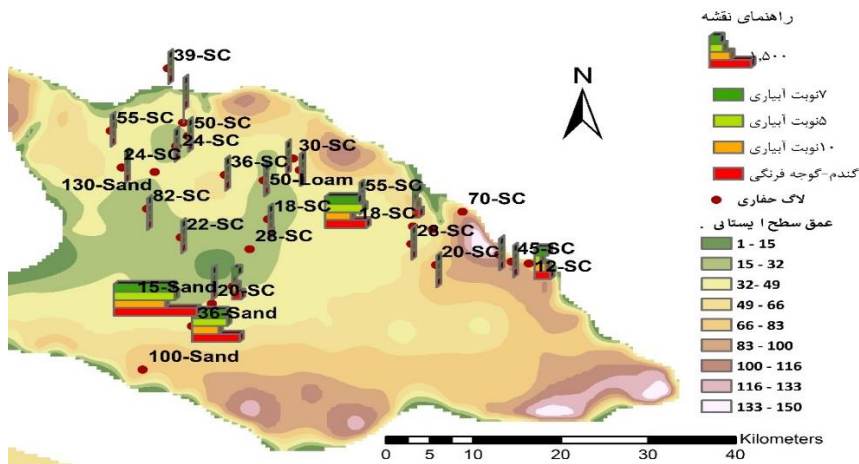 39-SC
55-SC
50-SC
24-SC
24-SC
130-Sand
36-SC
30-SC
50-Loam
82-SC
22-SC
18-SC
28-SC
55-SC
18-SC
28-SC
70-SC
20-SC
45-SC
12-SC
15-Sand
20-SC
36-Sand
100-Sand
N
راهنمای نقشه
۱,۵۰۰
۷نوبت آبیاری
۵نوبت آبیاری
۱۰نوبت آبیاری
گندم-گوجه فرنگی
لاگ حفاری
عمق سطح ایستابی .
1 - 15
15 - 32
32 - 49
49 - 66
66 - 83
83 - 100
100 - 116
116 - 133
133 - 150
Kilometers
0 5 10 20 30 40